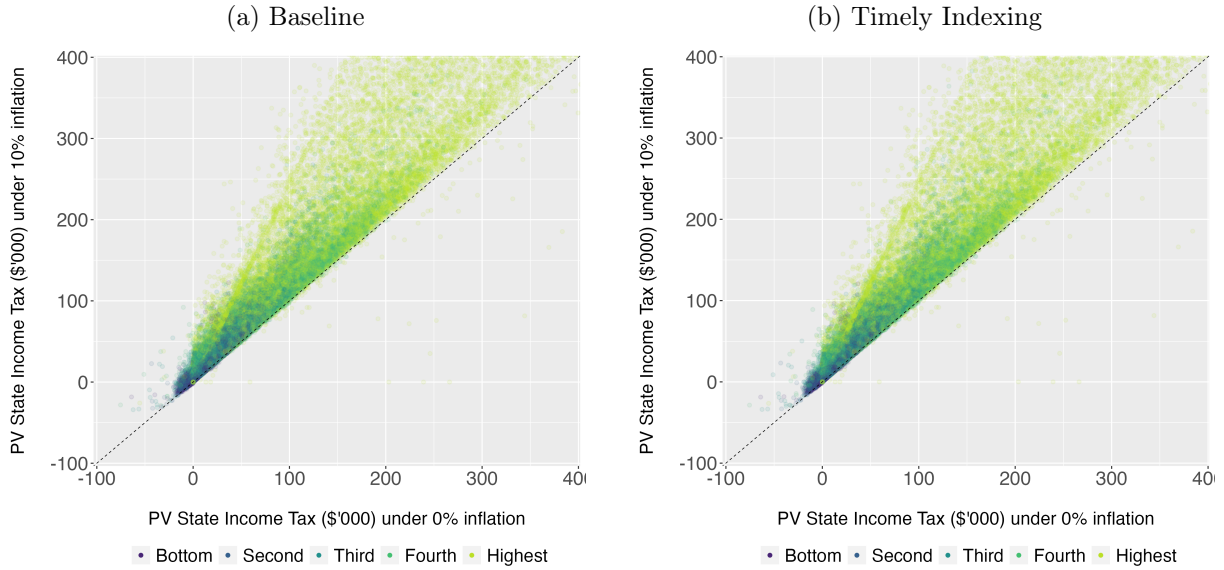 (a) Baseline
PV State Income Tax ($'000) under 10% inflation
400
300
200
100
0
-100
-100 0 100 200 300 40
PV State Income Tax ($'000) under 0% inflation
Bottom Second Third Fourth Highest
(b) Timely Indexing
PV State Income Tax ($'000) under 10% inflation
400
300
200
100
0
-100
-100 0 100 200 300 40
PV State Income Tax ($'000) under 0% inflation
Bottom Second Third Fourth Highest